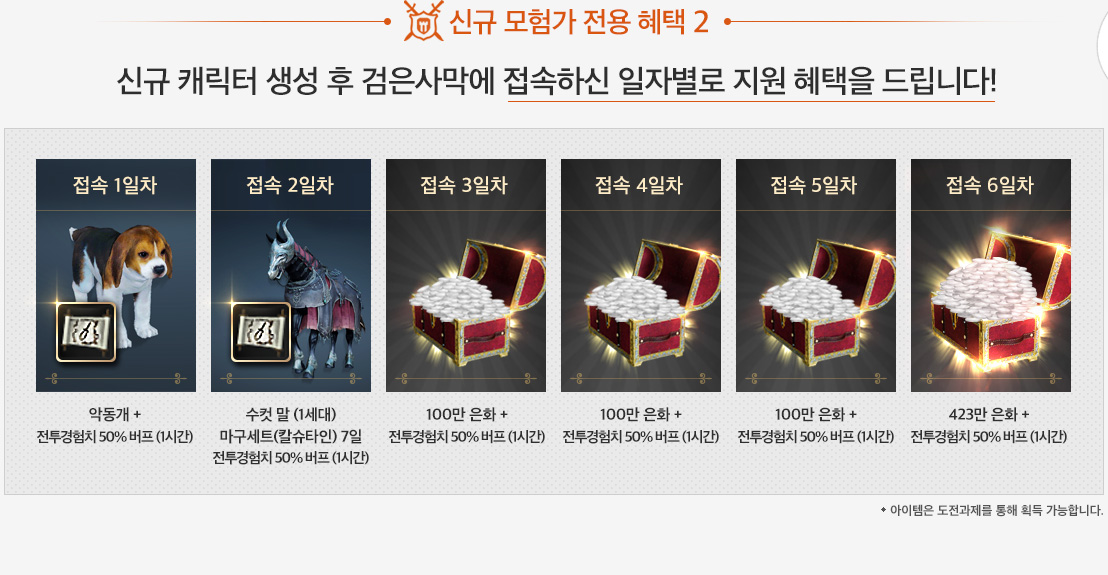 신규 모험가 전용 혜택 2
신규 캐릭터 생성 후 검은사막에 접속하신 일자별로 지원 혜택을 드립니다!
접속 1일차
접속 2일차
접속 3일차
접속 4일차
접속 5일차
접속 6일차
악동개 +
전투경험치 50% 버프 (1시간)
수컷 말 (1세대)
마구세트(칼슈타인) 7일
전투경험치 50% 버프 (1시간)
100만 은화 +
전투경험치 50% 버프 (1시간)
100만 은화 +
전투경험치 50% 버프 (1시간)
100만 은화 +
전투경험치 50% 버프 (1시간)
423만 은화 +
전투경험치 50% 버프 (1시간)
* 아이템은 도전과제를 통해 획득 가능합니다.